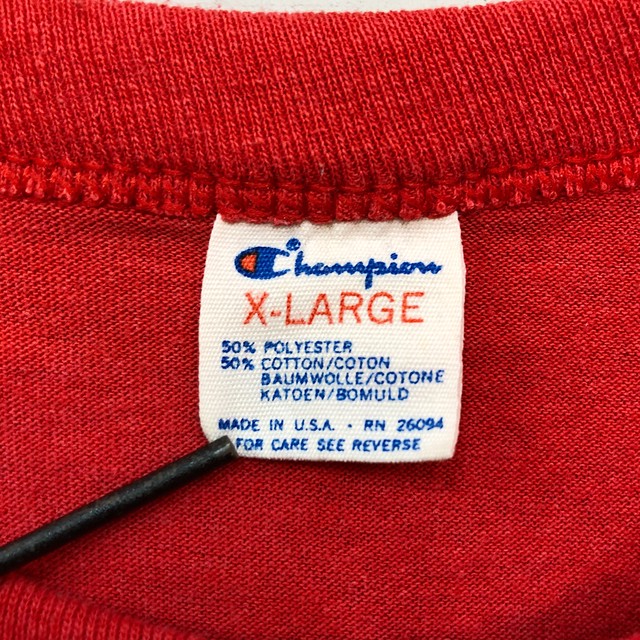 Champion®
X-LARGE
50% POLYESTER
50% COTTON/COTON
BAUMWOLLE/COTONE
KATOEN/BOMULD
MADE IN U.S.A. · RN 26094
FOR CARE SEE REVERSE